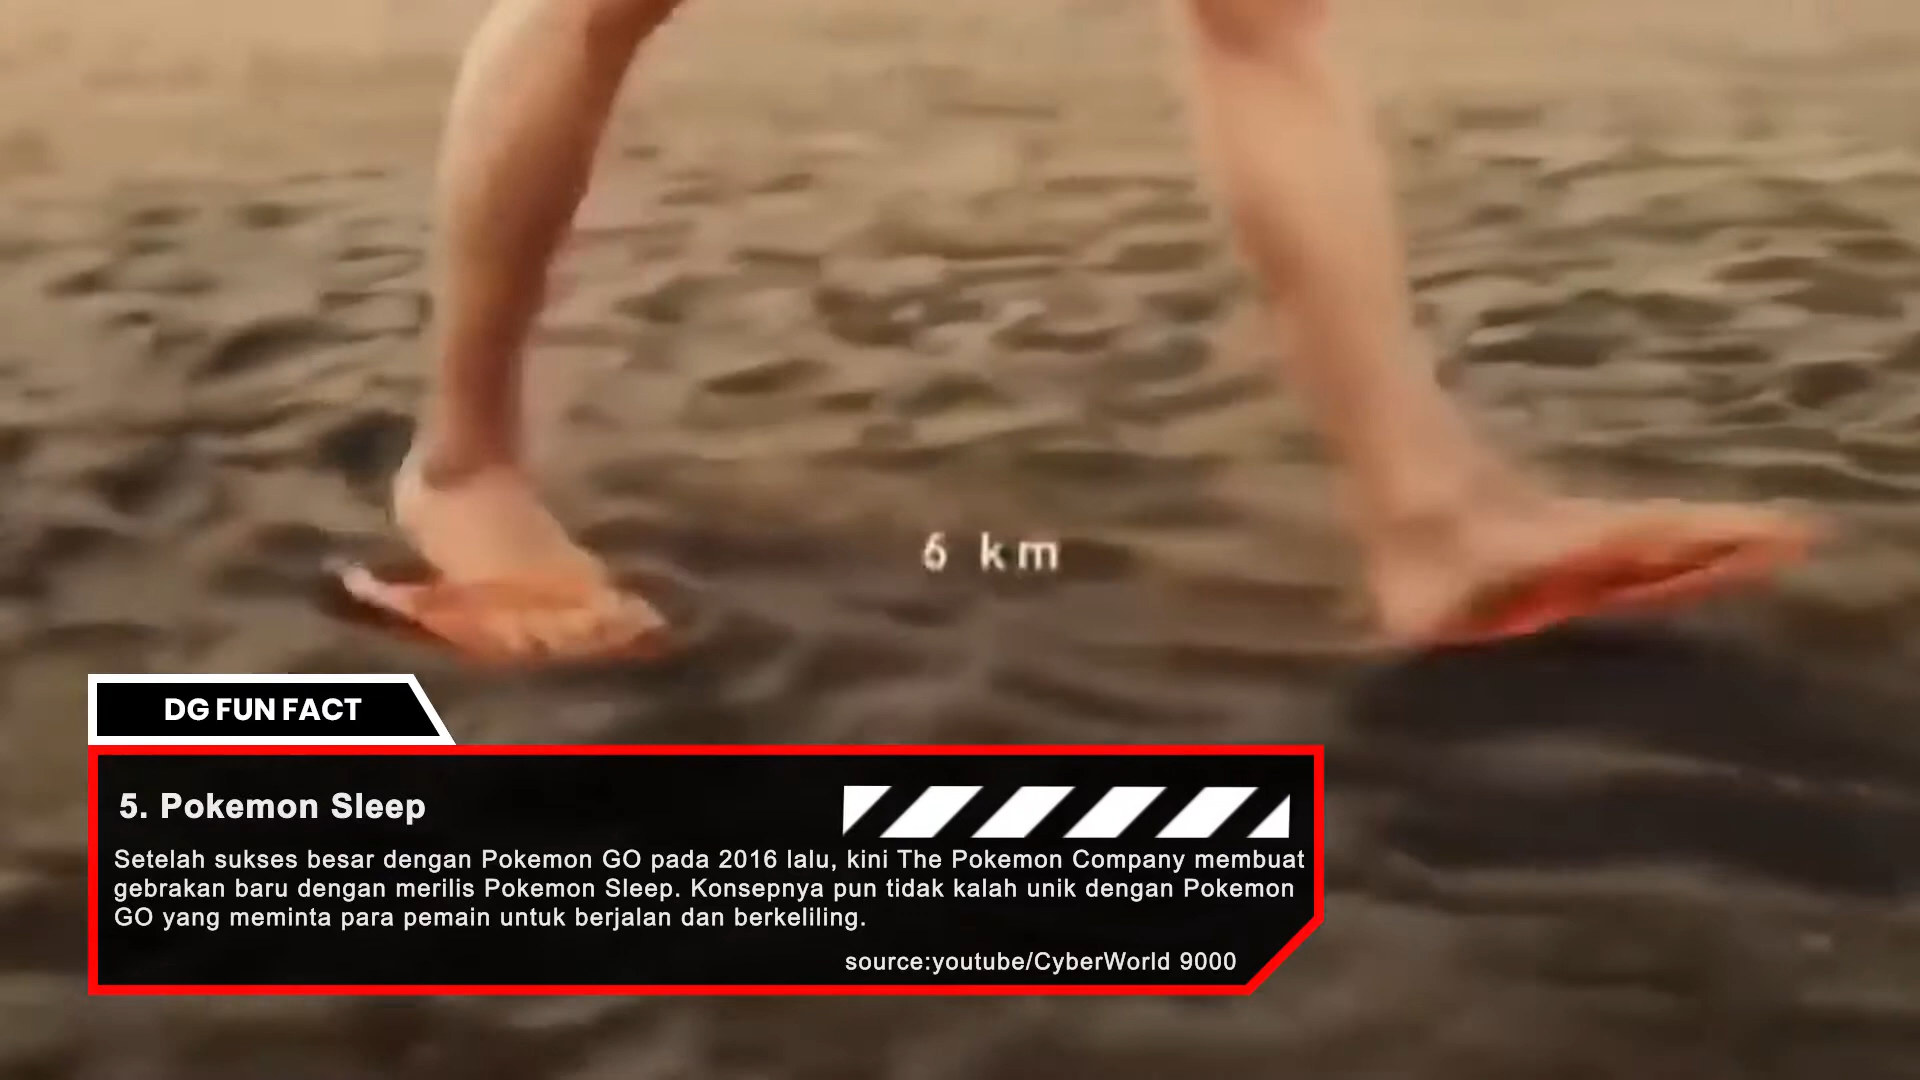 6 km
DG FUN FACT
5. Pokemon Sleep
Setelah sukses besar dengan Pokemon GO pada 2016 lalu, kini The Pokemon Company membuat
gebrakan baru dengan merilis Pokemon Sleep. Konsepnya pun tidak kalah unik dengan Pokemon
GO yang meminta para pemain untuk berjalan dan berkeliling.
source:youtube/CyberWorld 9000